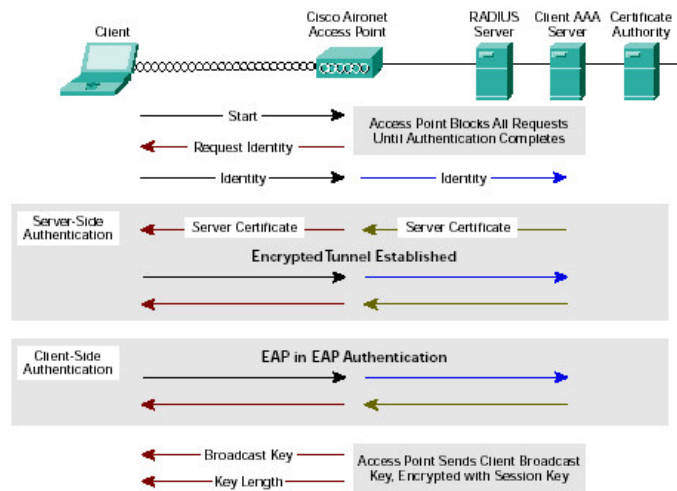 Client
Cisco Aironet
Access Point
RADIUS
Server
Client AAA
Server
Certificate
Authority
Start
Access Point Blocks All Requests
Until Authentication Completes
Request Identity
Identity
Identity
Server-Side
Authentication
Server Certificate
Server Certificate
Encrypted Tunnel Established
Client-Side
Authentication
EAP in EAP Authentication
Broadcast Key
Access Point Sends Client Broadcast
Key, Encrypted with Session Key
Key Length